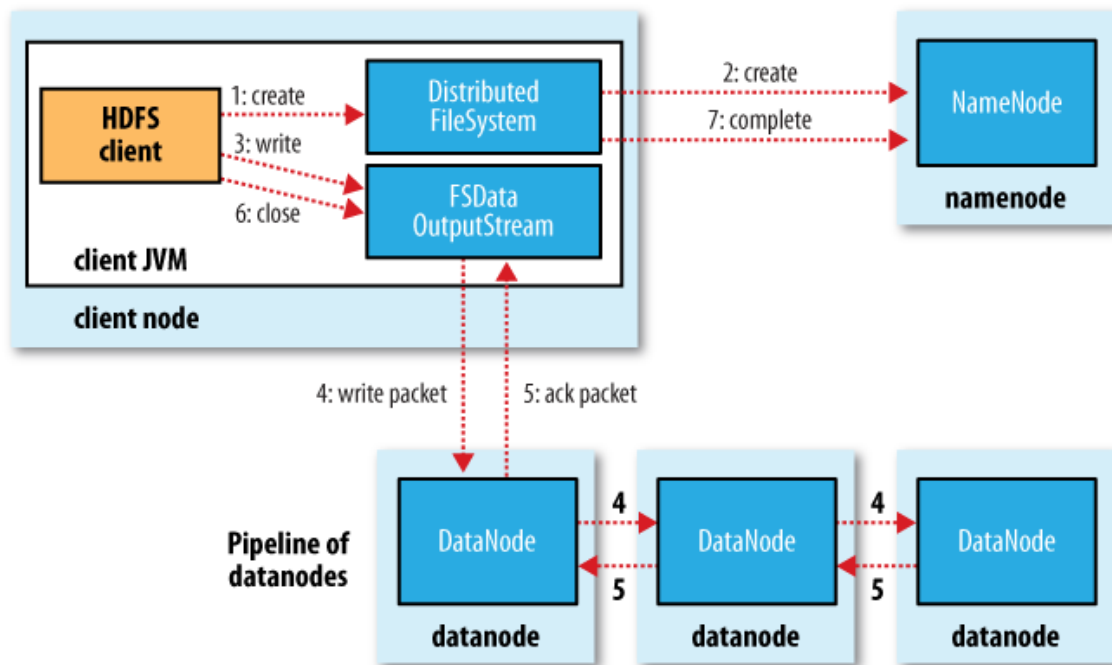 1: create
Distributed
FileSystem
2: create
NameNode
HDFS
client
7: complete
3: write
FSData
OutputStream
namenode
6: close
client JVM
client node
4: write packet
5: ack packet
Pipeline of
datanodes
DataNode
4
5
DataNode
4
5
DataNode
datanode
datanode
datanode